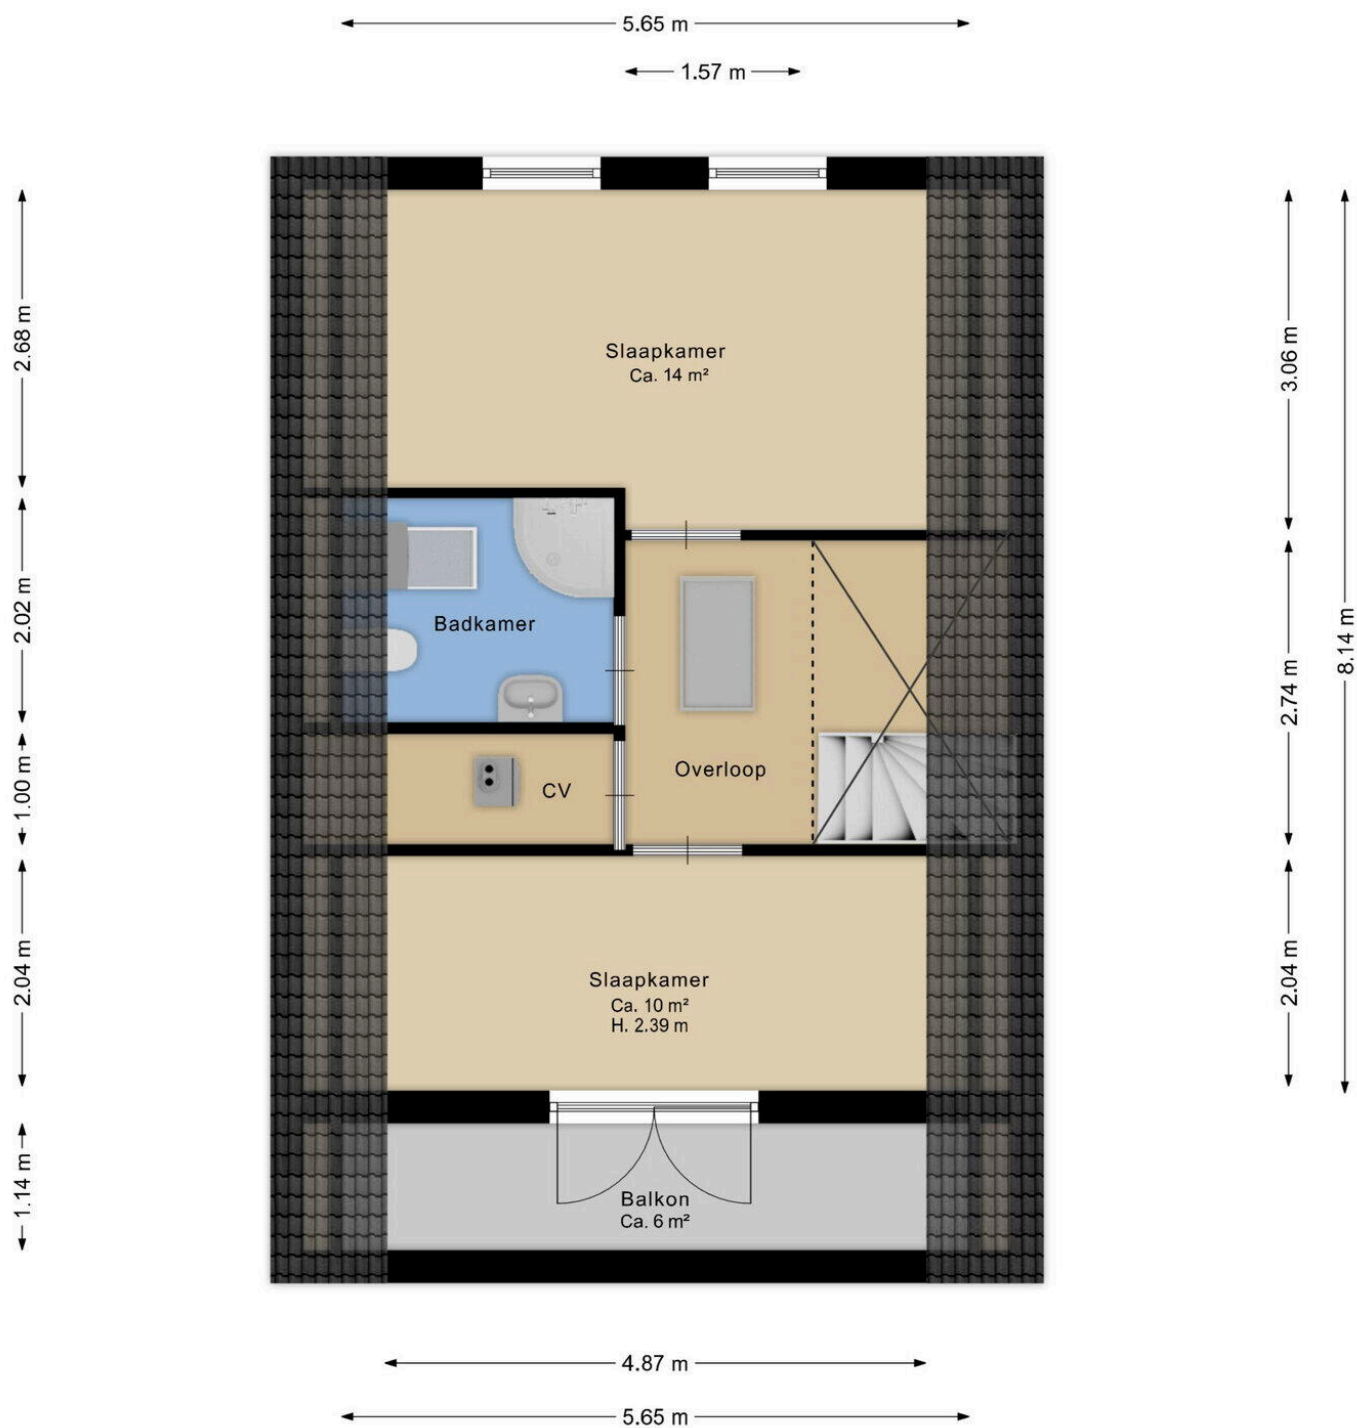 5.65 m
1.57 m
2.68 m
3.06 m
Slaapkamer
Ca. 14 m²
2.02 m
Badkamer
8.14 m
2.74 m
Overloop
1.00 m
CV
2.04 m
2.04 m
Slaapkamer
Ca. 10 m²
H. 2.39 m
1.14 m
Balkon
Ca. 6 m²
4.87 m
5.65 m